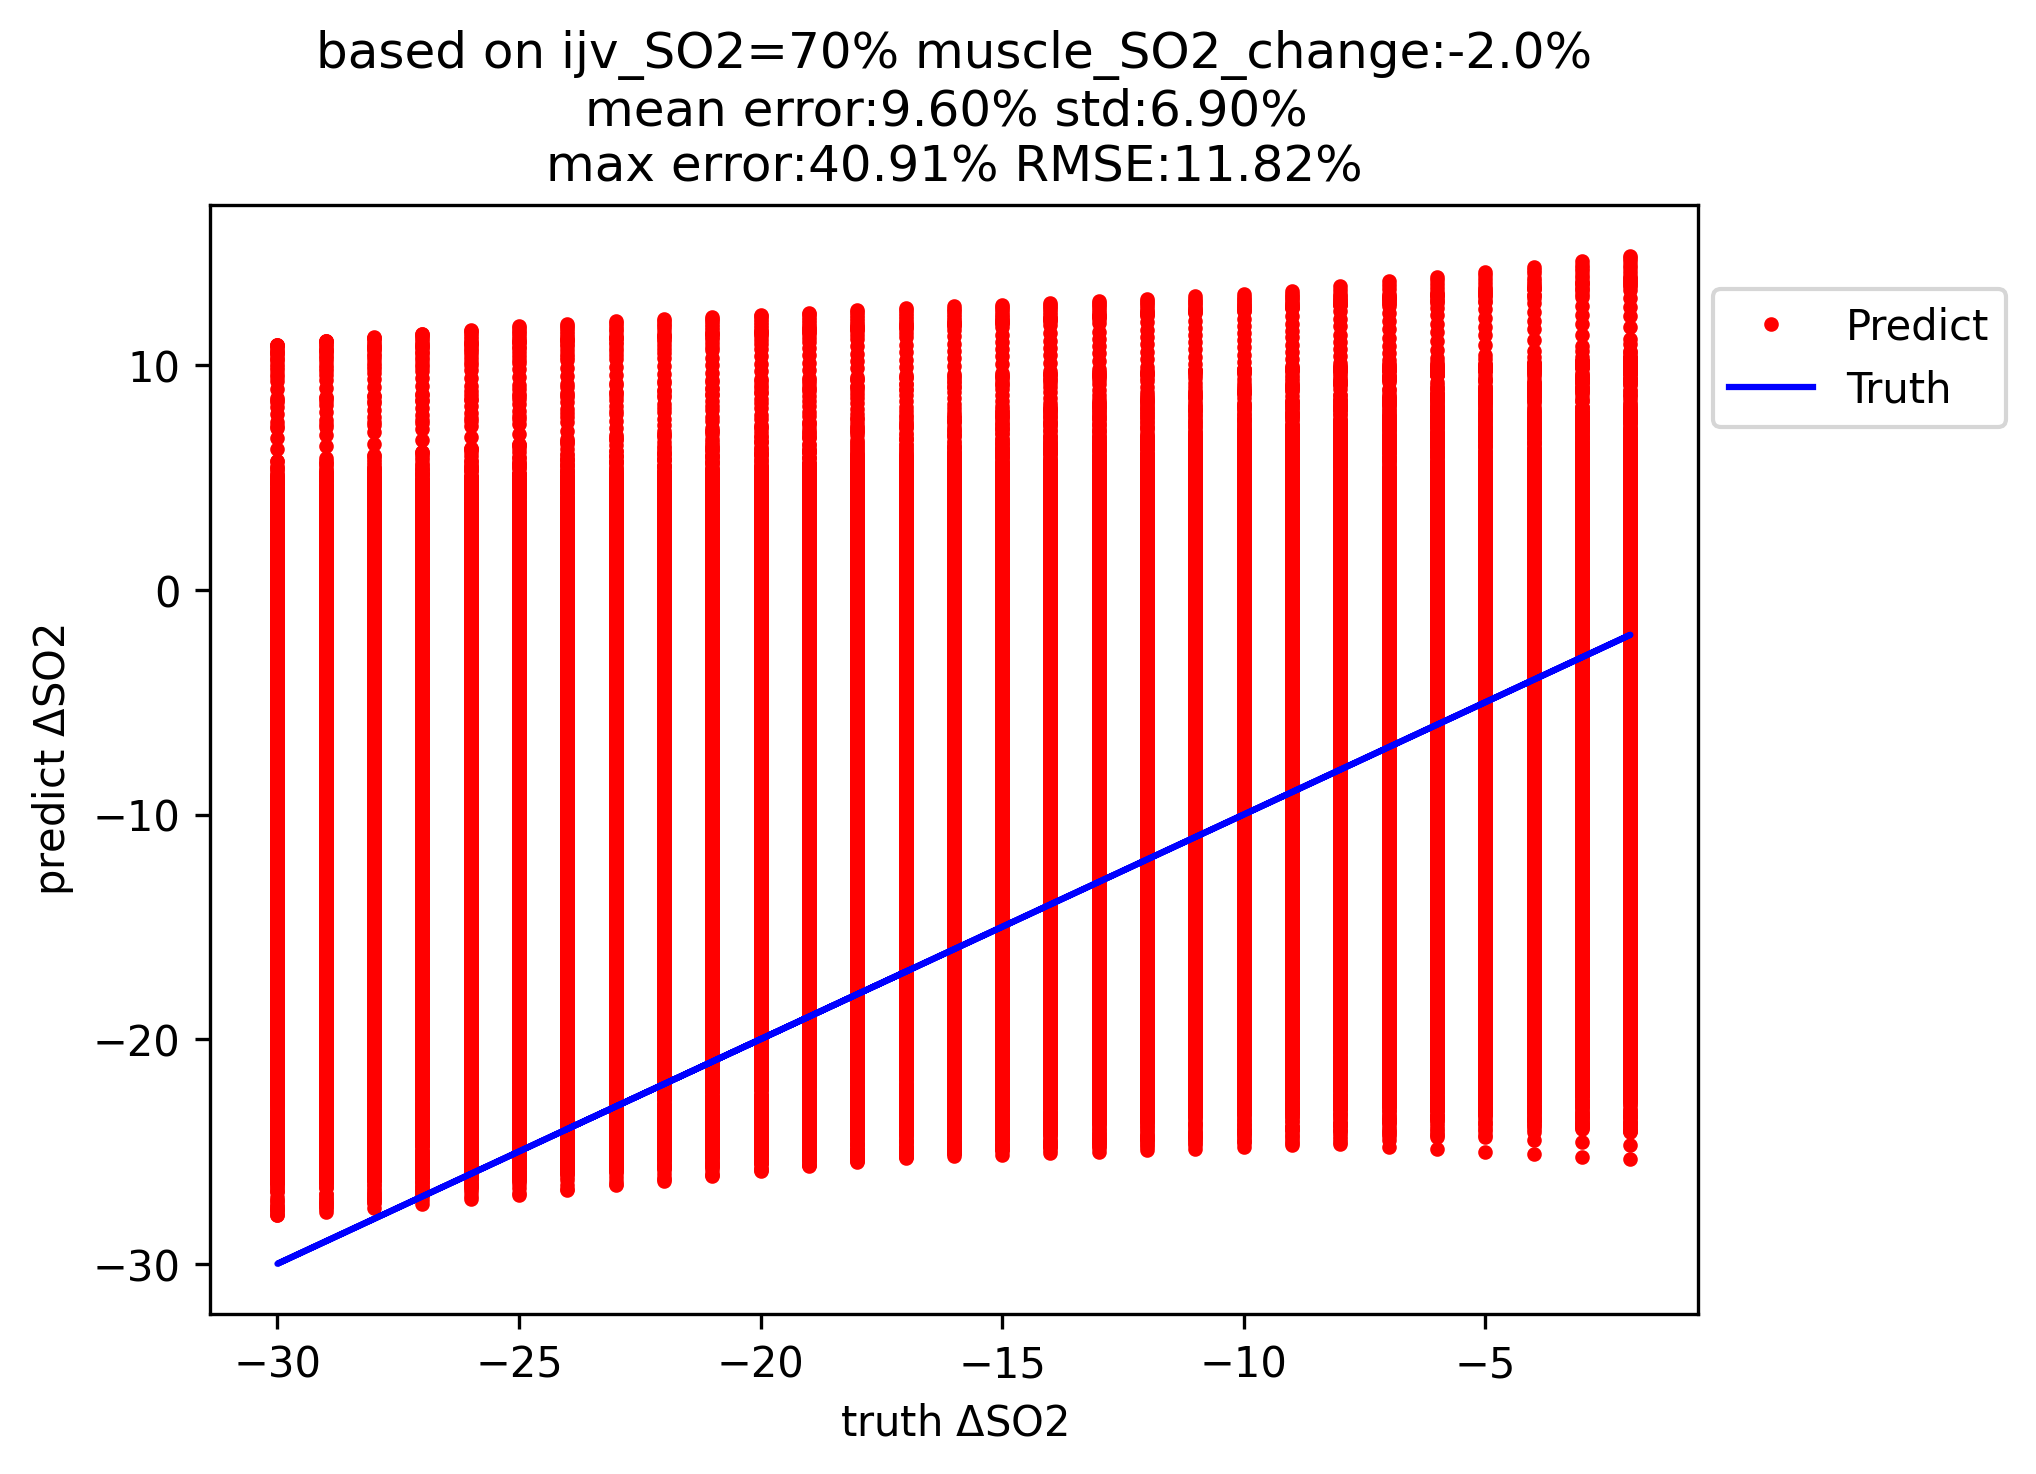 based on ijv_SO2=70% muscle_SO2_change:-2.0%
mean error:9.60% std:6.90%
max error:40.91% RMSE:11.82%
Predict
Truth
10
0
−10
−20
−30
predict ΔSO2
−30
−25
−20
−15
−10
−5
truth ΔSO2